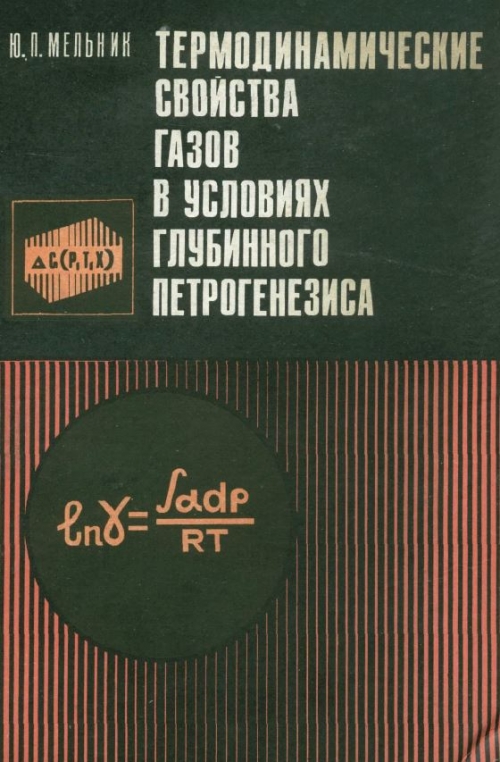 Ю.П.МЕЛЬНИК
ТЕРМОДИНАМИЧЕСКИЕ
СВОЙСТВА
ГАЗОВ
В УСЛОВИЯХ
ГЛУБИННОГО
ПЕТРОГЕНЕЗИСА
ΔG(P,T,X)
lnγ=∫αdp
RT